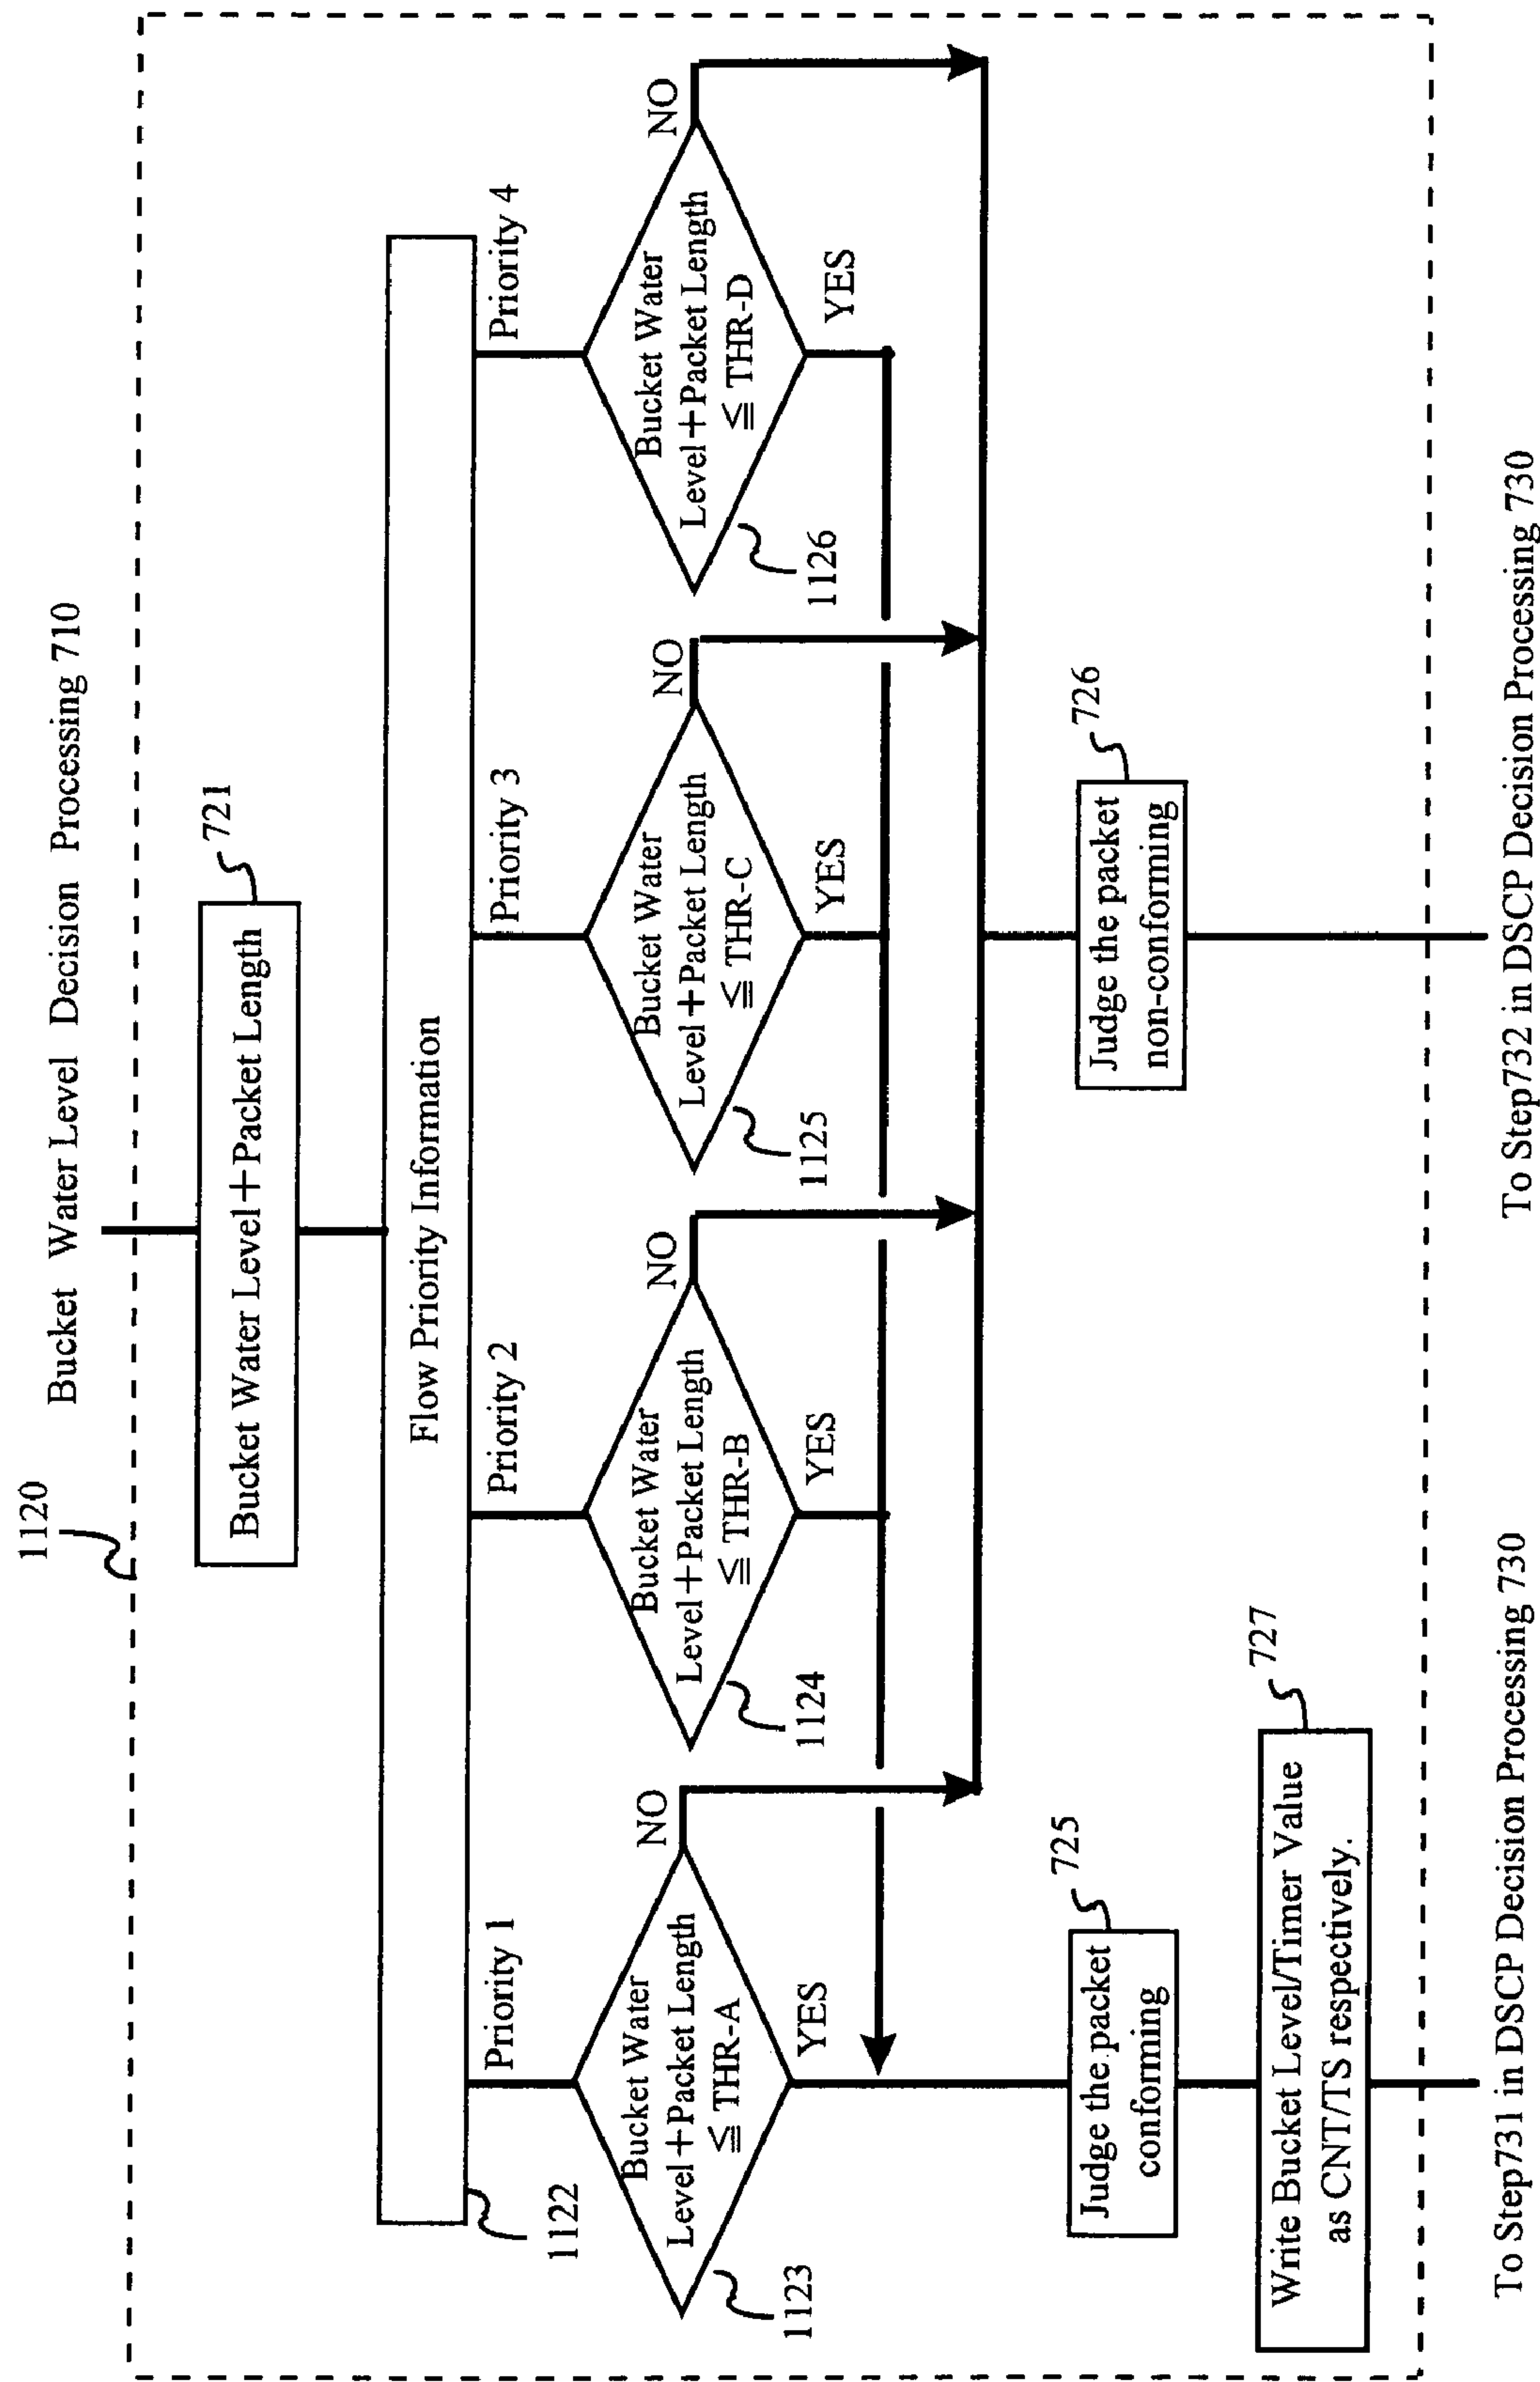 Bucket Water Level Decision Processing 710
1120
721
Bucket Water Level+Packet Length
Flow Priority Information
1122
Priority 1
Priority 2
Priority 3
Priority 4
Bucket Water
Level+Packet Length
≦ THR-A
NO
YES
1123
Bucket Water
Level+Packet Length
≦ THR-B
NO
YES
1124
Bucket Water
Level+Packet Length
≦ THR-C
NO
YES
1125
Bucket Water
Level+Packet Length
≦ THR-D
NO
YES
1126
725
Judge the packet
conforming
726
Judge the packet
non-conforming
727
Write Bucket Level/Timer Value
as CNT/TS respectively.
To Step731 in DSCP Decision Processing 730
To Step732 in DSCP Decision Processing 730